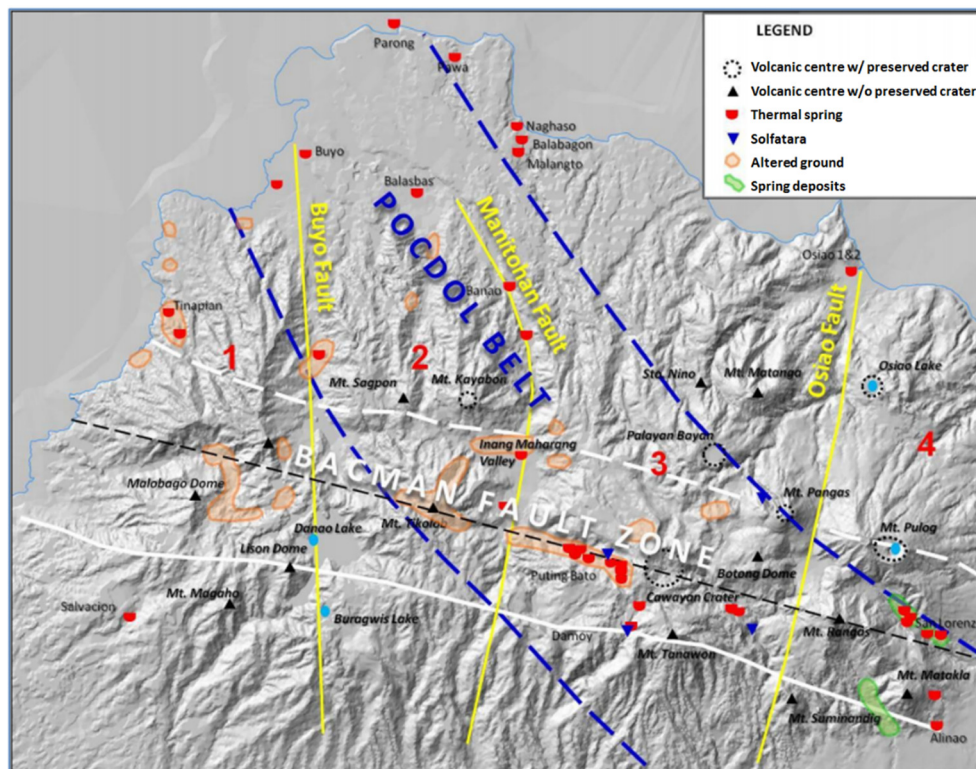 LEGEND
Volcanic centre w/ preserved crater
Volcanic centre w/o preserved crater
Thermal spring
Solfatara
Altered ground
Spring deposits
Parong
Pawa
Naghaso
Balabagon
Malangto
Buyo
Balasbas
Buyo Fault
POCDOL BELT
Manitohan Fault
Osiao 1&2
Osiao Fault
Banao
Tinapian
1
2
3
4
Mt. Sagpon
Mt. Kayabon
Sto. Nino
Mt. Matanga
Osiao Lake
Inang Maharang
Valley
Palayan Bayan
Mt. Pangas
BACMAN FAULT ZONE
Malobago Dome
Mt. Tikolob
Mt. Pulog
Danao Lake
Lison Dome
Puting Bato
Botong Dome
Cawayan Crater
Mt. Magaho
Salvacion
Buragwis Lake
Damoy
Mt. Tanawon
Mt. Rangas
San Lorenz
Mt. Matakla
Mt. Suminandig
Alinao